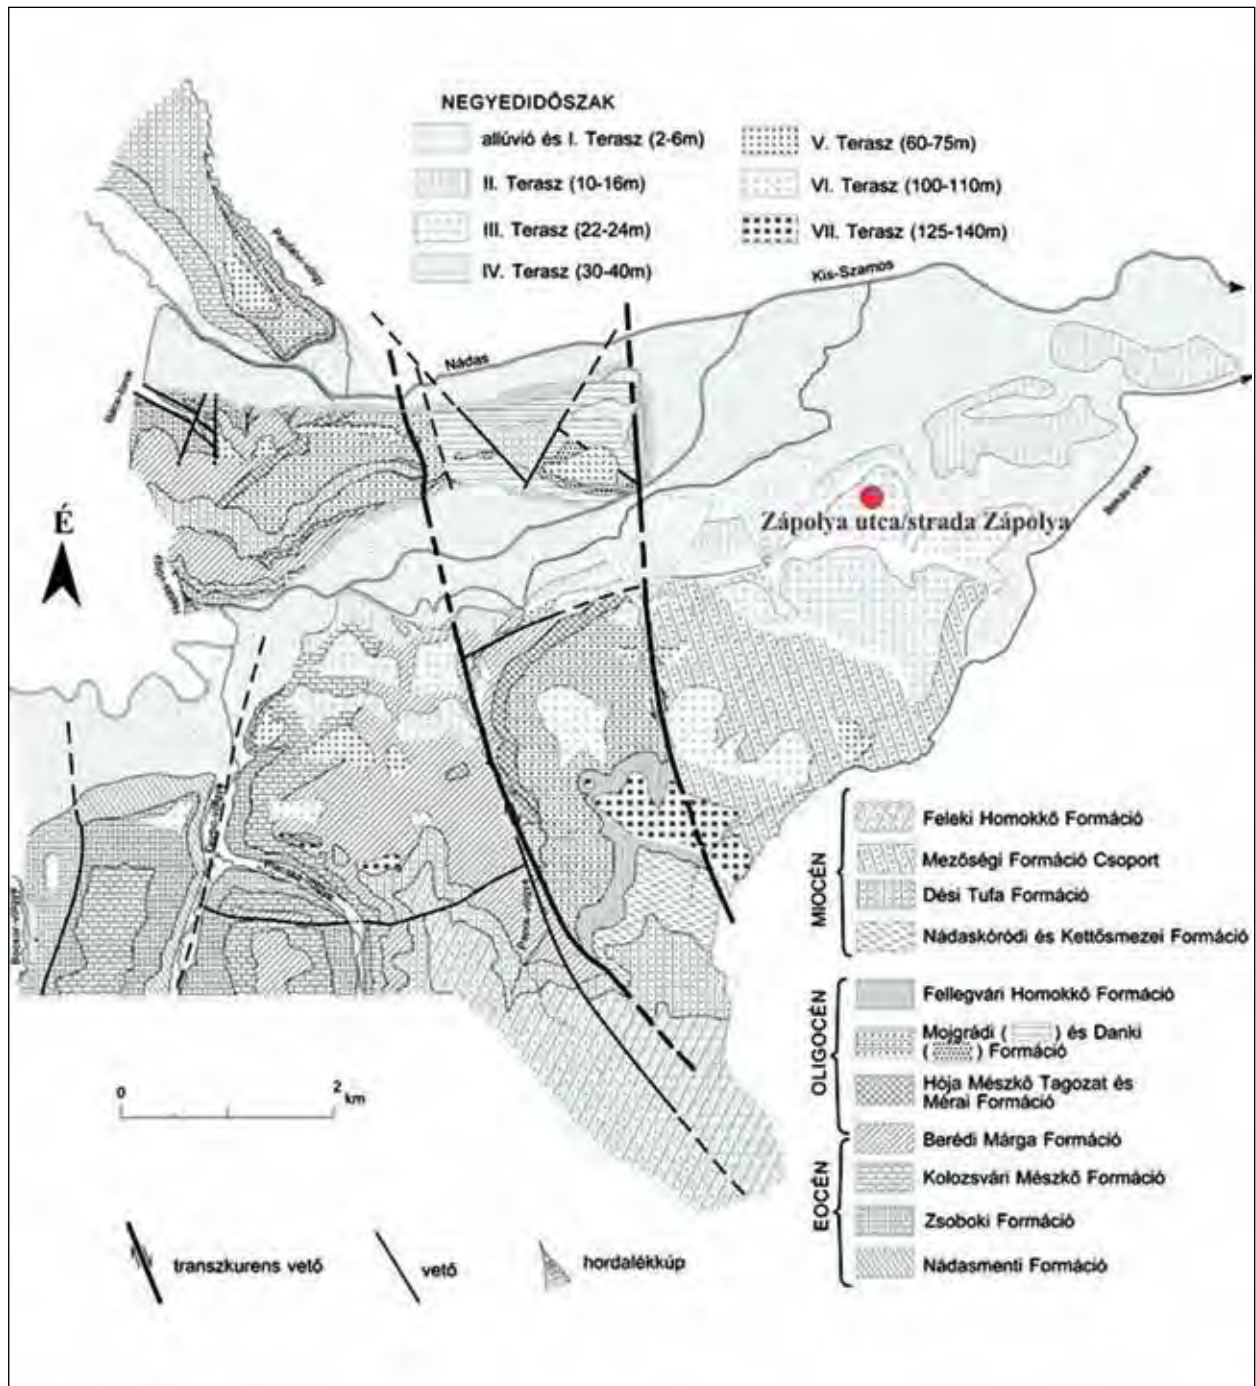 NEGYEDIDŐSZAK
allúvió és I. Terasz (2-6m)
II. Terasz (10-16m)
III. Terasz (22-24m)
IV. Terasz (30-40m)
V. Terasz (60-75m)
VI. Terasz (100-110m)
VII. Terasz (125-140m)
Kis-Szamos
Nádas
É
Zápolya utca/strada Zápolya
MIOCÉN
Feleki Homokkő Formáció
Mezőségi Formáció Csoport
Dési Tufa Formáció
Nádaskóródi és Kettősmezei Formáció
OLIGOCÉN
Fellegvári Homokkő Formáció
Mojgrádi ( ) és Danki
( ) Formáció
Hója Mészkő Tagozat és
Mérai Formáció
EOCÉN
Berédi Márga Formáció
Kolozsvári Mészkő Formáció
Zsoboki Formáció
Nádasmenti Formáció
0
2
km
transzkurens vető
vető
hordalékkúp